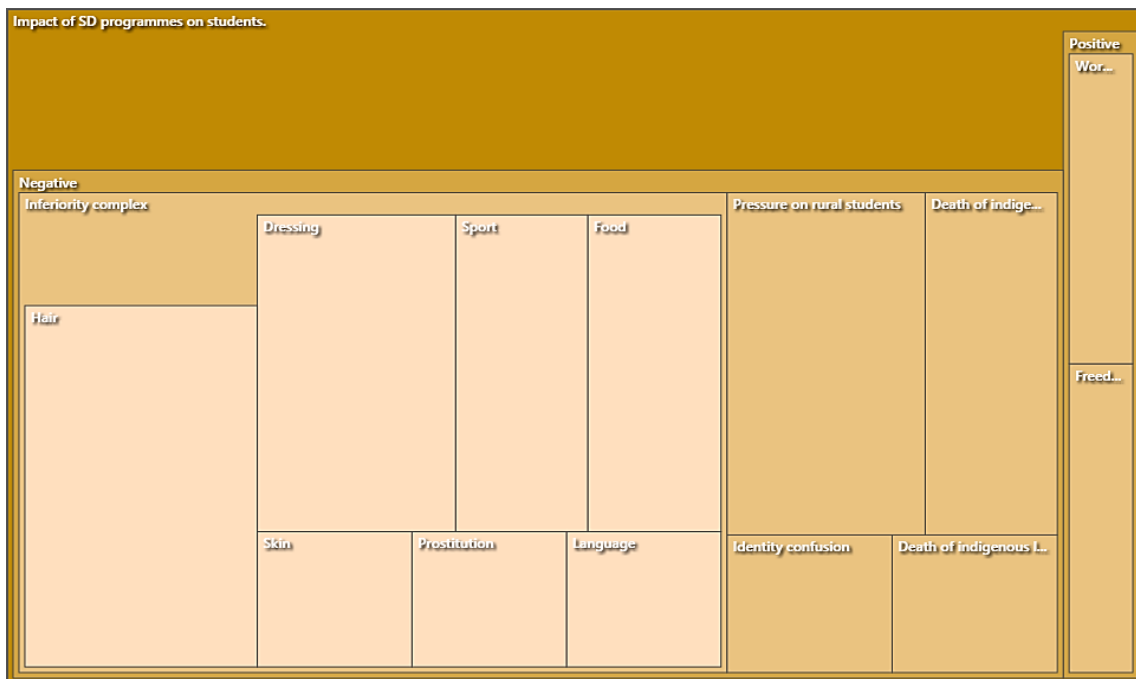 Impact of SD programmes on students.
Positive
Wor...
Negative
Inferiority complex
Pressure on rural students
Death of indige...
Dressing
Sport
Food
Hair
Freed...
Skin
Prostitution
Language
Identity confusion
Death of indigenous l...